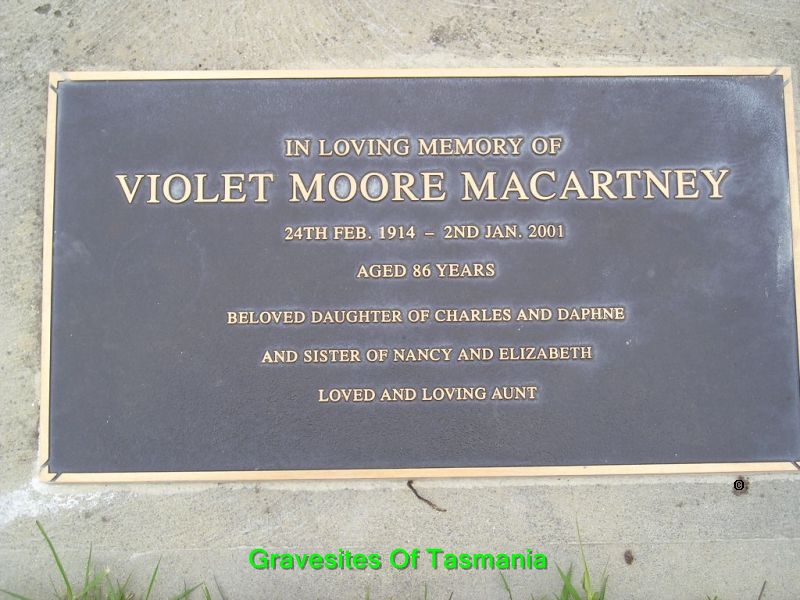 IN LOVING MEMORY OF
VIOLET MOORE MACARTNEY
24TH FEB. 1914 – 2ND JAN. 2001
AGED 86 YEARS
BELOVED DAUGHTER OF CHARLES AND DAPHNE
AND SISTER OF NANCY AND ELIZABETH
LOVED AND LOVING AUNT
©
Gravesites Of Tasmania